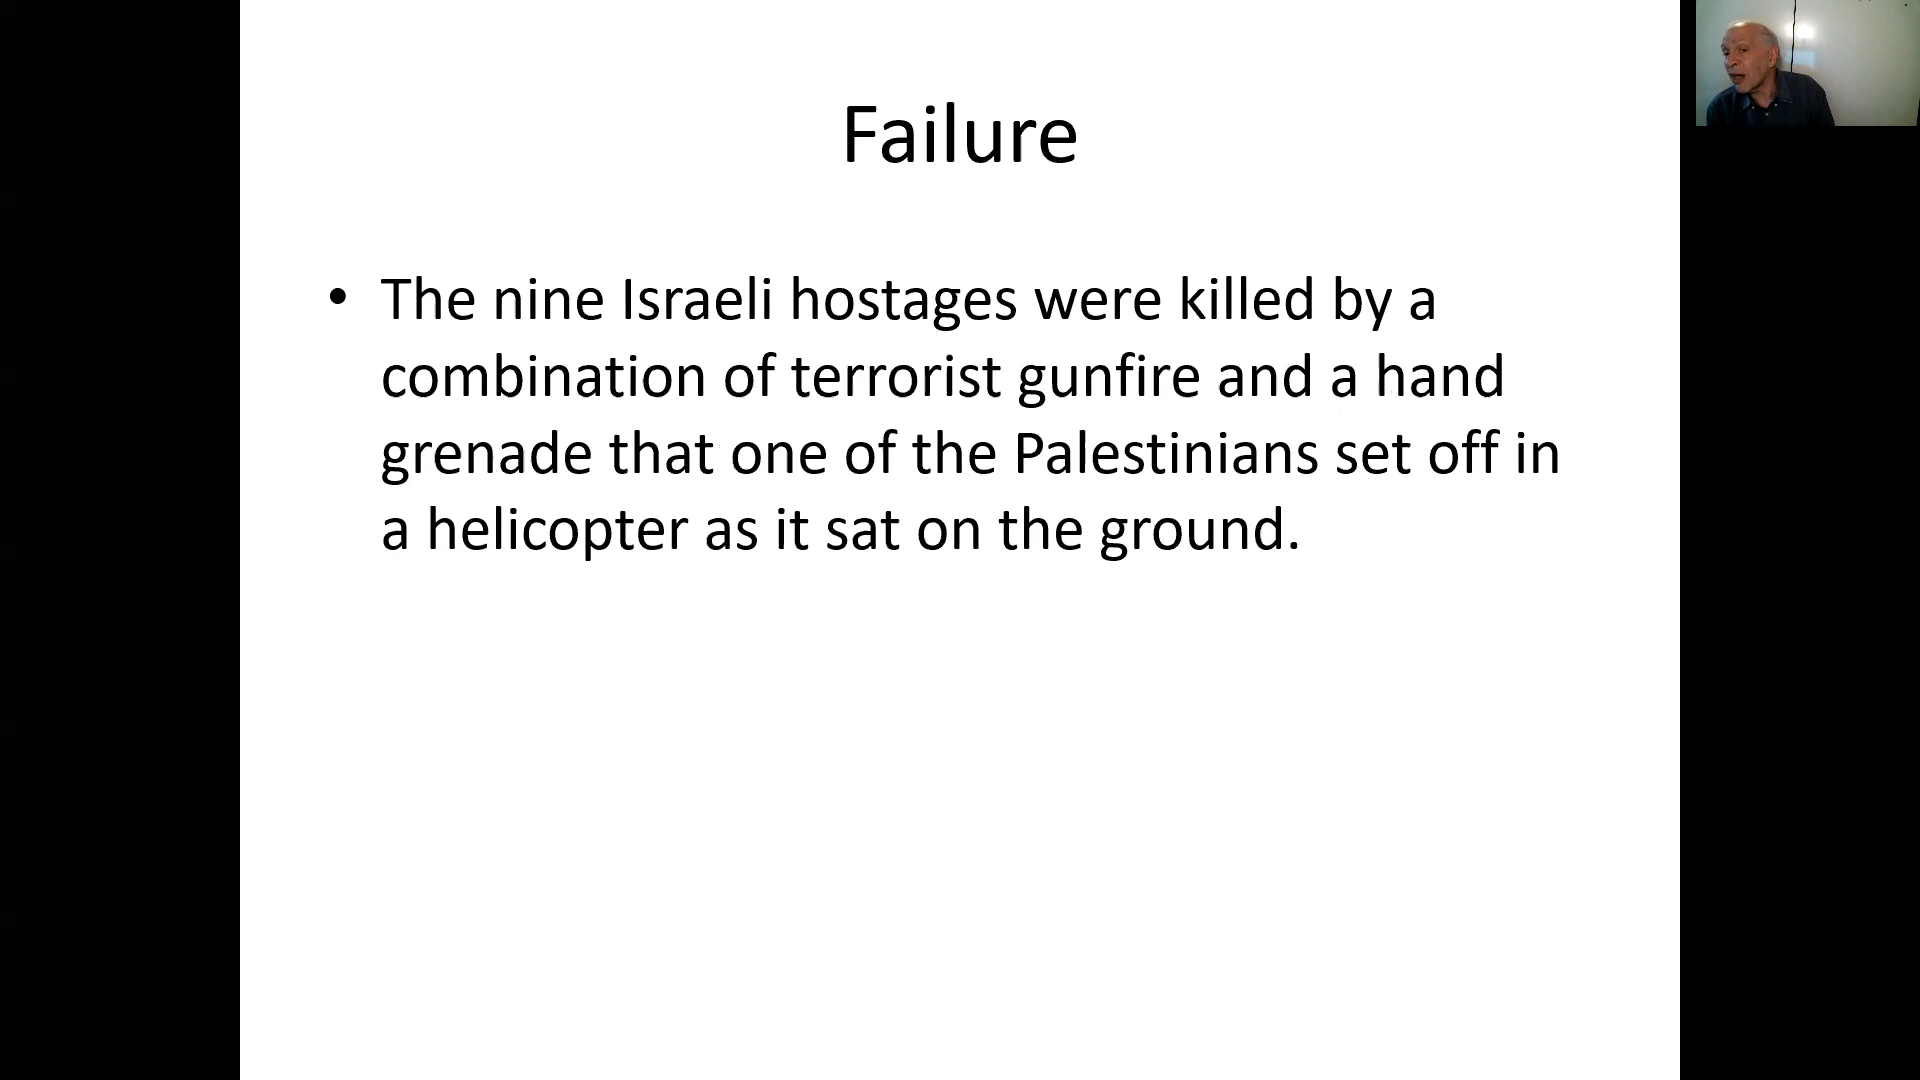 Failure
• The nine Israeli hostages were killed by a
combination of terrorist gunfire and a hand
grenade that one of the Palestinians set off in
a helicopter as it sat on the ground.